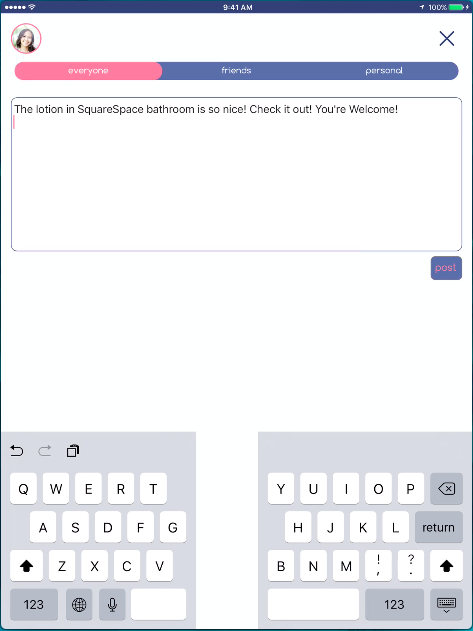 9:41 AM
100%
everyone
friends
personal
The lotion in SquareSpace bathroom is so nice! Check it out! You're Welcome!
post
Q W E R T Y U I O P
A S D F G H J K L return
Z X C V B N M ! , ? .
123 123